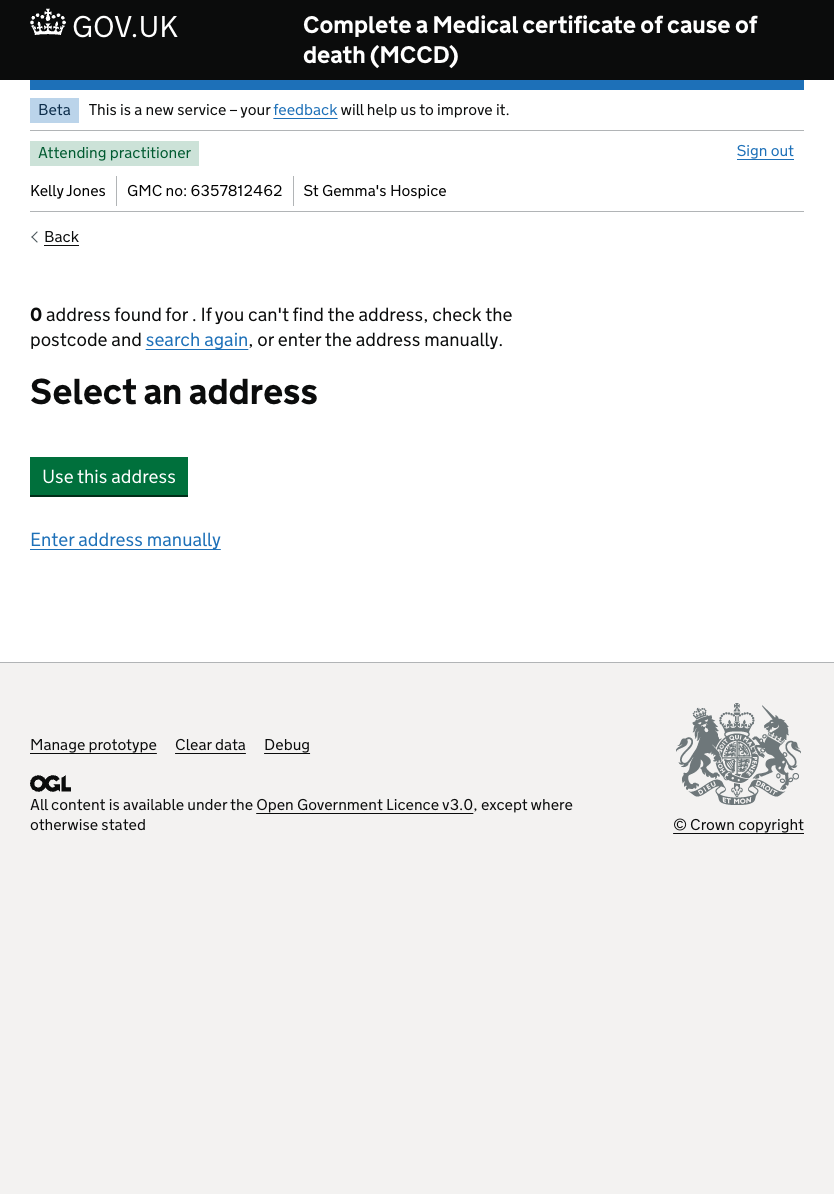 GOV.UK
Complete a Medical certificate of cause of
death (MCCD)
Beta This is a new service – your feedback will help us to improve it.
Attending practitioner
Sign out
Kelly Jones GMC no: 6357812462 St Gemma's Hospice
Back
0 address found for . If you can't find the address, check the
postcode and search again, or enter the address manually.
Select an address
Use this address
Enter address manually
Manage prototype Clear data Debug
OGL
All content is available under the Open Government Licence v3.0, except where
otherwise stated
DIEU ET MON DROIT
© Crown copyright